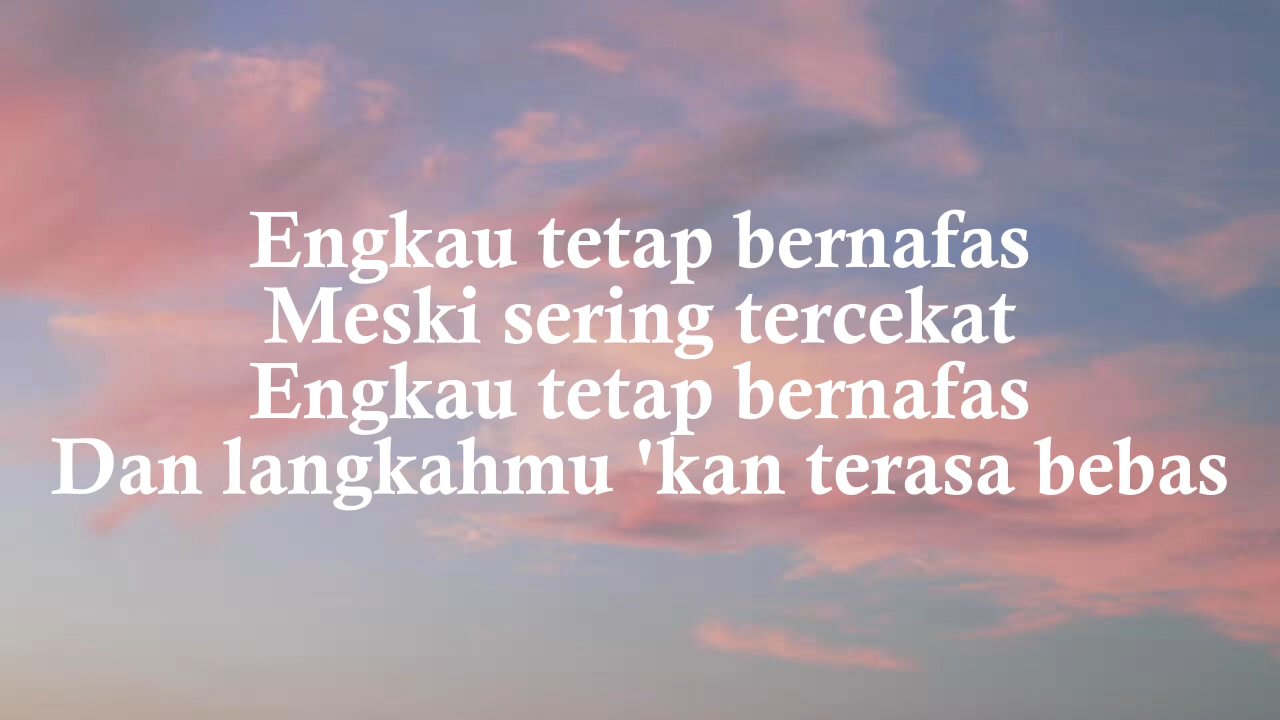 Engkau tetap bernafas
Meski sering tercekat
Engkau tetap bernafas
Dan langkahmu 'kan terasa bebas